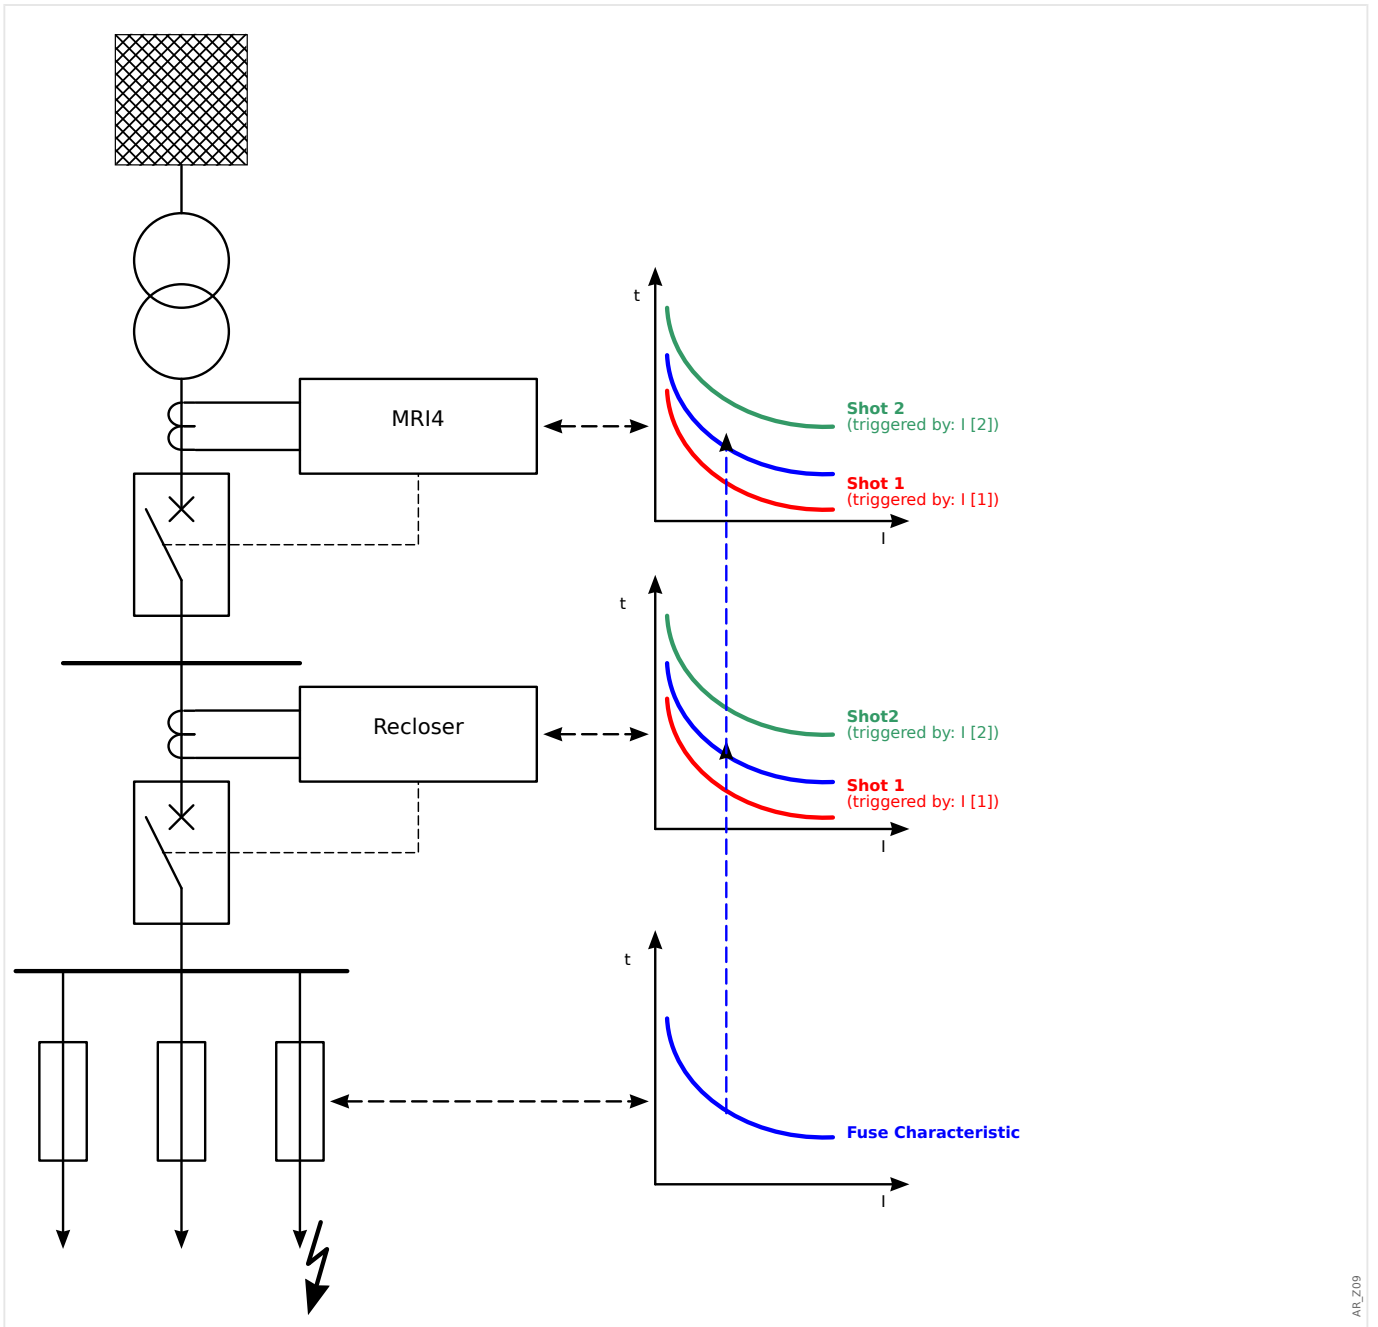 t
MRI4
Shot 2
(triggered by: I [2])
Shot 1
(triggered by: I [1])
I
t
Recloser
Shot2
(triggered by: I [2])
Shot 1
(triggered by: I [1])
I
t
Fuse Characteristic
I
AR_Z09